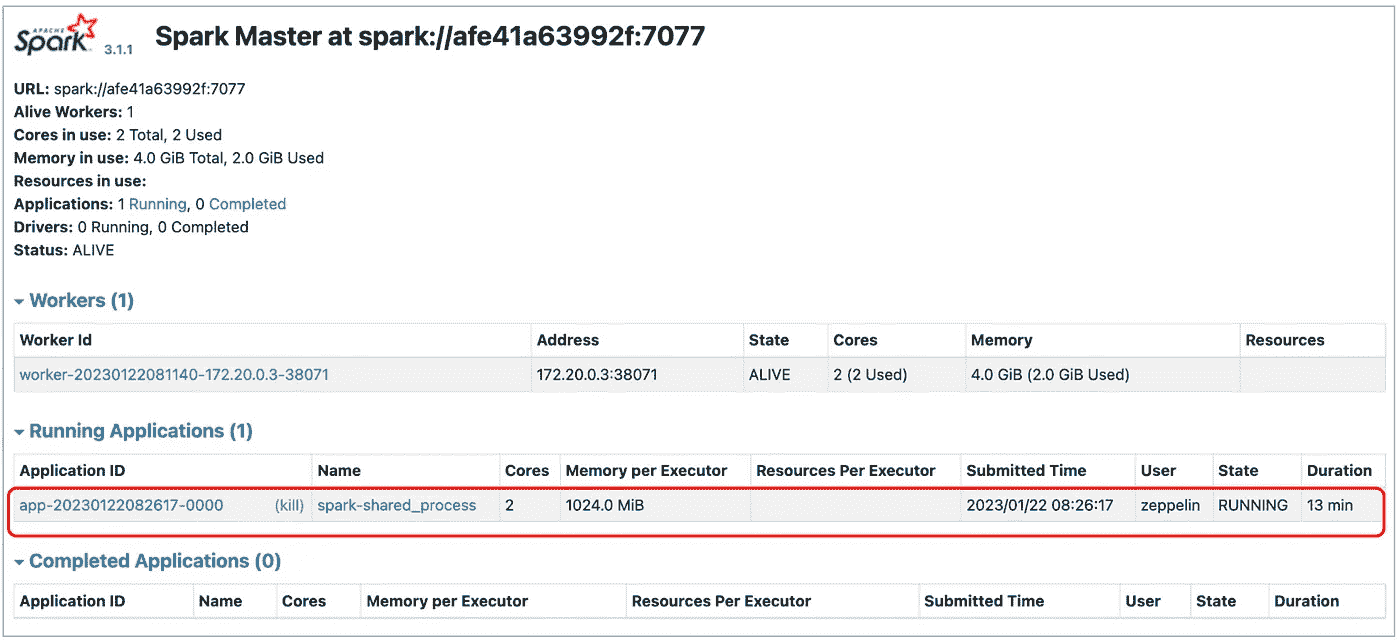 APACHE
Spark 3.1.1 Spark Master at spark://afe41a63992f:7077
URL: spark://afe41a63992f:7077
Alive Workers: 1
Cores in use: 2 Total, 2 Used
Memory in use: 4.0 GiB Total, 2.0 GiB Used
Resources in use:
Applications: 1 Running, 0 Completed
Drivers: 0 Running, 0 Completed
Status: ALIVE
Workers (1)
Worker Id Address State Cores Memory Resources
worker-20230122081140-172.20.0.3-38071 172.20.0.3:38071 ALIVE 2 (2 Used) 4.0 GiB (2.0 GiB Used)
Running Applications (1)
Application ID Name Cores Memory per Executor Resources Per Executor Submitted Time User State Duration
app-20230122082617-0000 (kill) spark-shared_process 2 1024.0 MiB 2023/01/22 08:26:17 zeppelin RUNNING 13 min
Completed Applications (0)
Application ID Name Cores Memory per Executor Resources Per Executor Submitted Time User State Duration